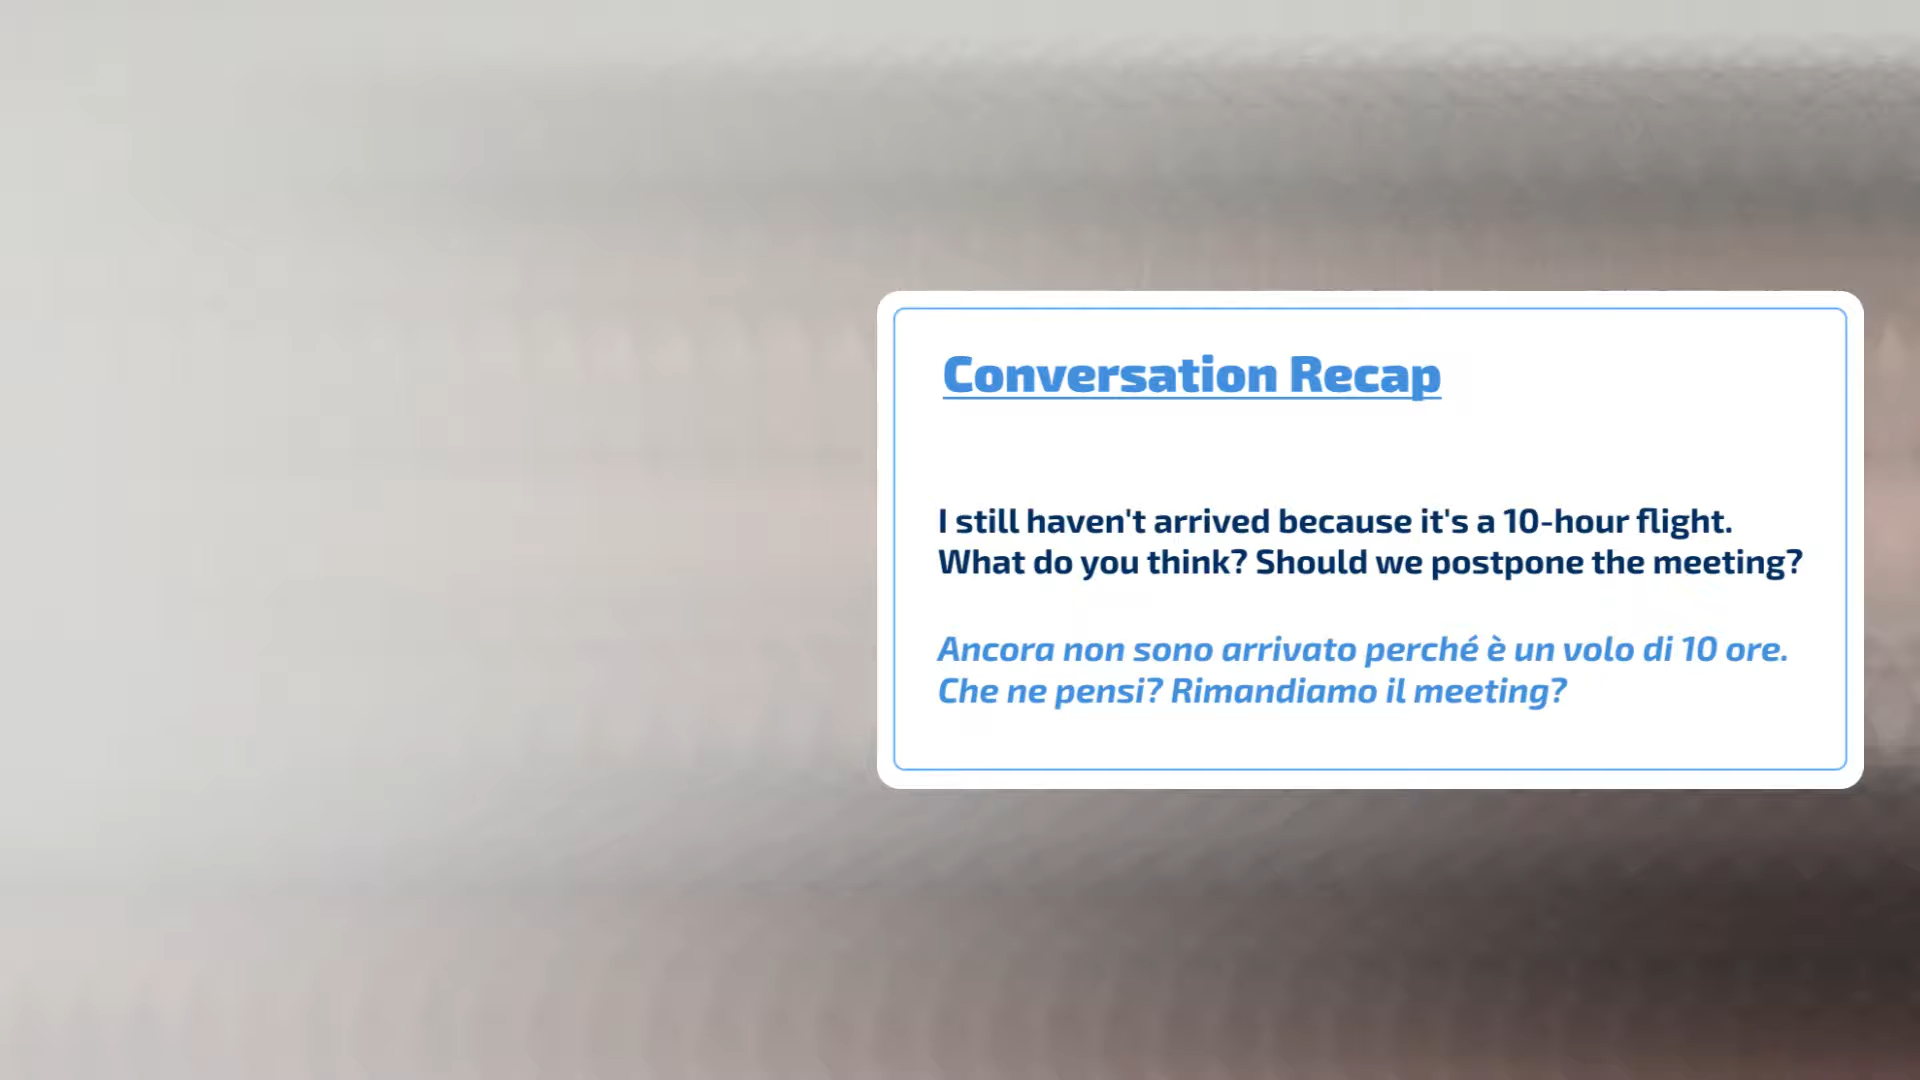 Conversation Recap
I still haven't arrived because it's a 10-hour flight.
What do you think? Should we postpone the meeting?
Ancora non sono arrivato perché è un volo di 10 ore.
Che ne pensi? Rimandiamo il meeting?